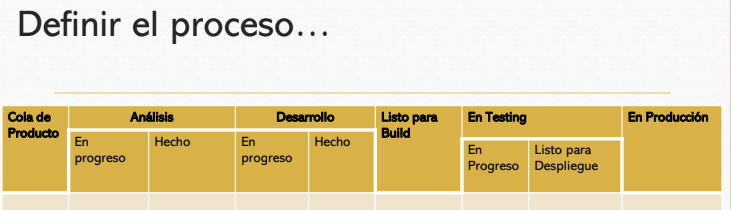 Definir el proceso...
Cola de
Producto
Análisis
Desarrollo
Listo para
Build
En Testing
En Producción
En
progreso
Hecho
En
progreso
Hecho
En
Progreso
Listo para
Despliegue